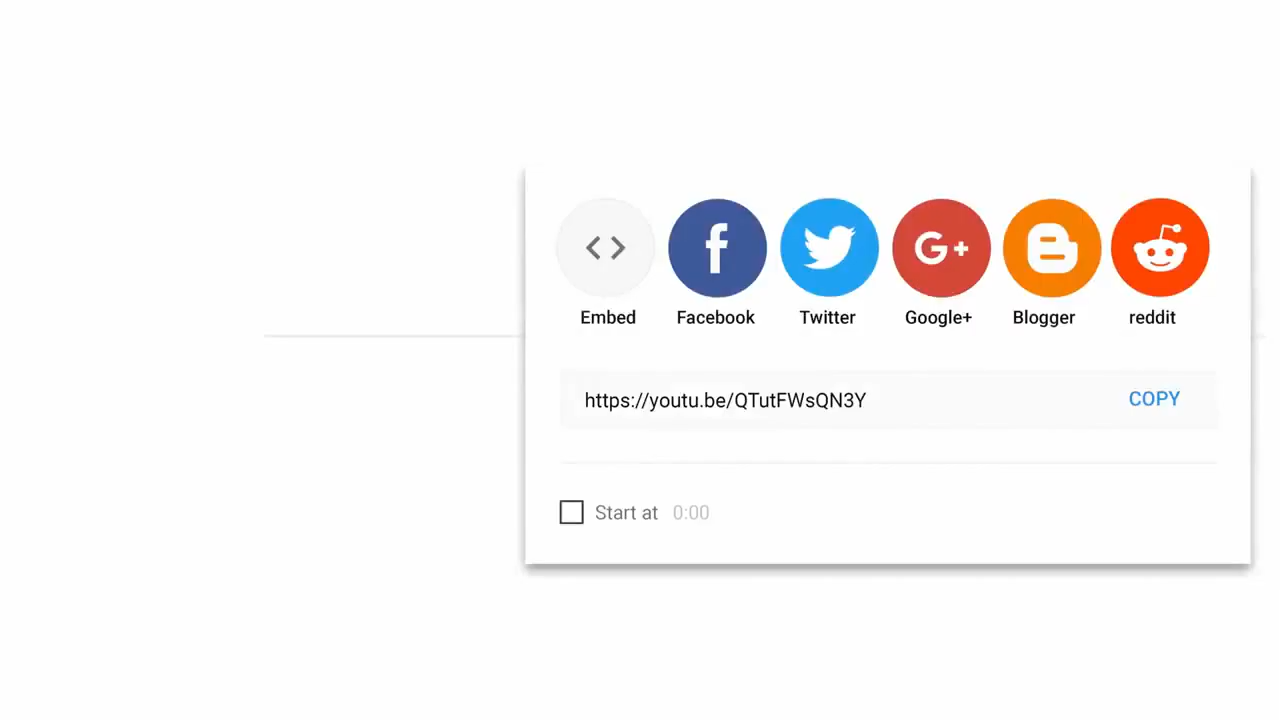 Embed Facebook Twitter Google+ Blogger reddit
https://youtu.be/QTutFWsQN3Y COPY
Start at 0:00